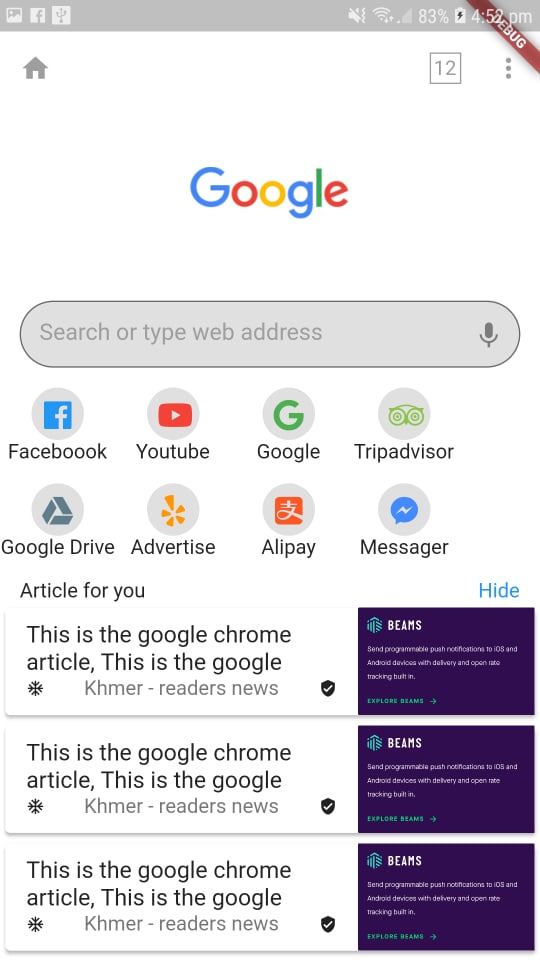 83% 4:52 pm
DEBUG
12
Google
Search or type web address
Faceboook Youtube Google Tripadvisor
Google Drive Advertise Alipay Messager
Article for you Hide
This is the google chrome
article, This is the google
Khmer - readers news
BEAMS
Send programmable push notifications to iOS and
Android devices with delivery and open rate
tracking built in.
EXPLORE BEAMS →
This is the google chrome
article, This is the google
Khmer - readers news
BEAMS
Send programmable push notifications to iOS and
Android devices with delivery and open rate
tracking built in.
EXPLORE BEAMS →
This is the google chrome
article, This is the google
Khmer - readers news
BEAMS
Send programmable push notifications to iOS and
Android devices with delivery and open rate
tracking built in.
EXPLORE BEAMS →